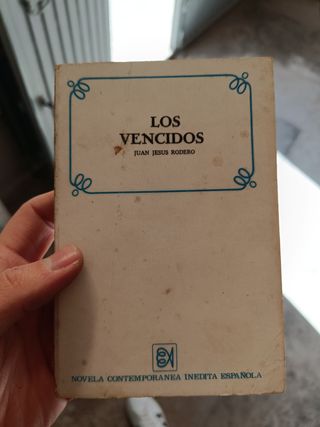 LOS
VENCIDOS
JUAN JESUS RODERO
NOVELA CONTEMPORANEA INEDITA ESPAÑOLA